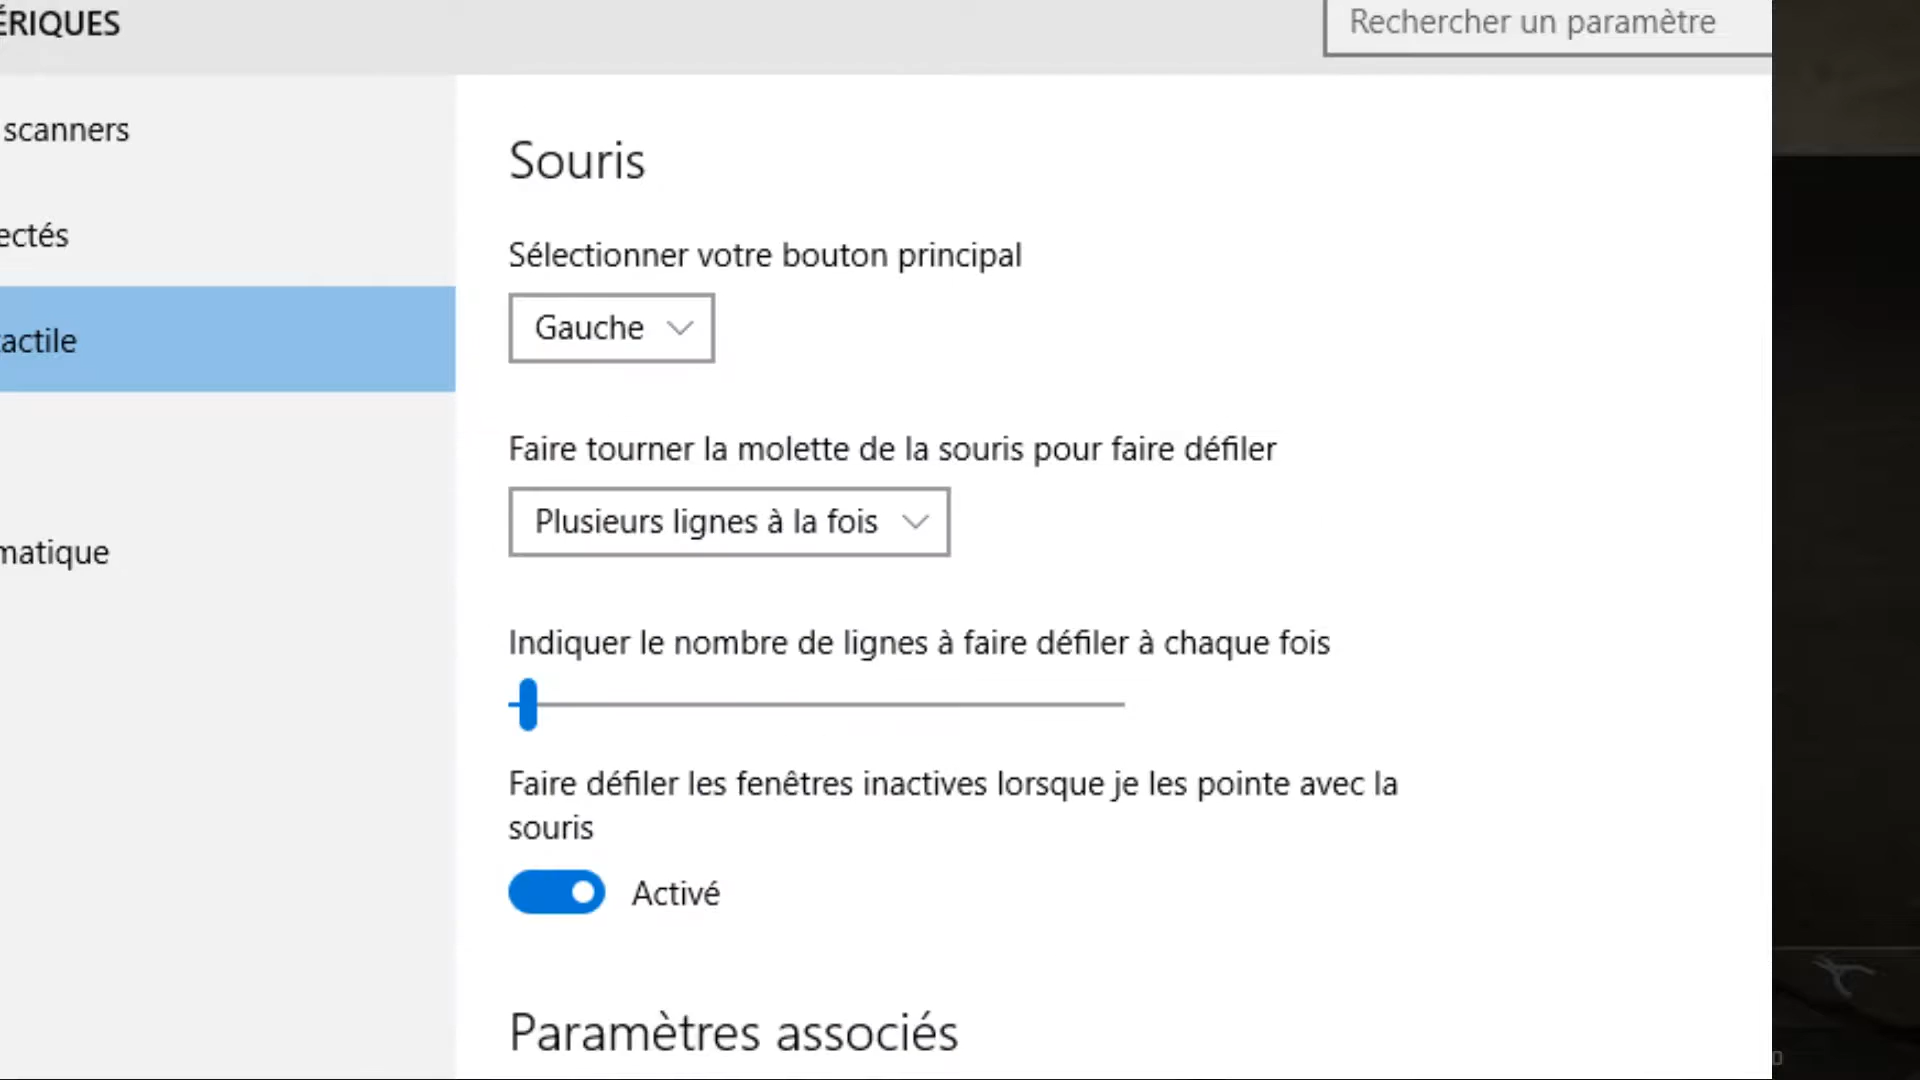 ÉRIQUES
Rechercher un paramètre
scanners
ectés
tactile
matique
Souris
Sélectionner votre bouton principal
Gauche
Faire tourner la molette de la souris pour faire défiler
Plusieurs lignes à la fois
Indiquer le nombre de lignes à faire défiler à chaque fois
Faire défiler les fenêtres inactives lorsque je les pointe avec la
souris
Activé
Paramètres associés